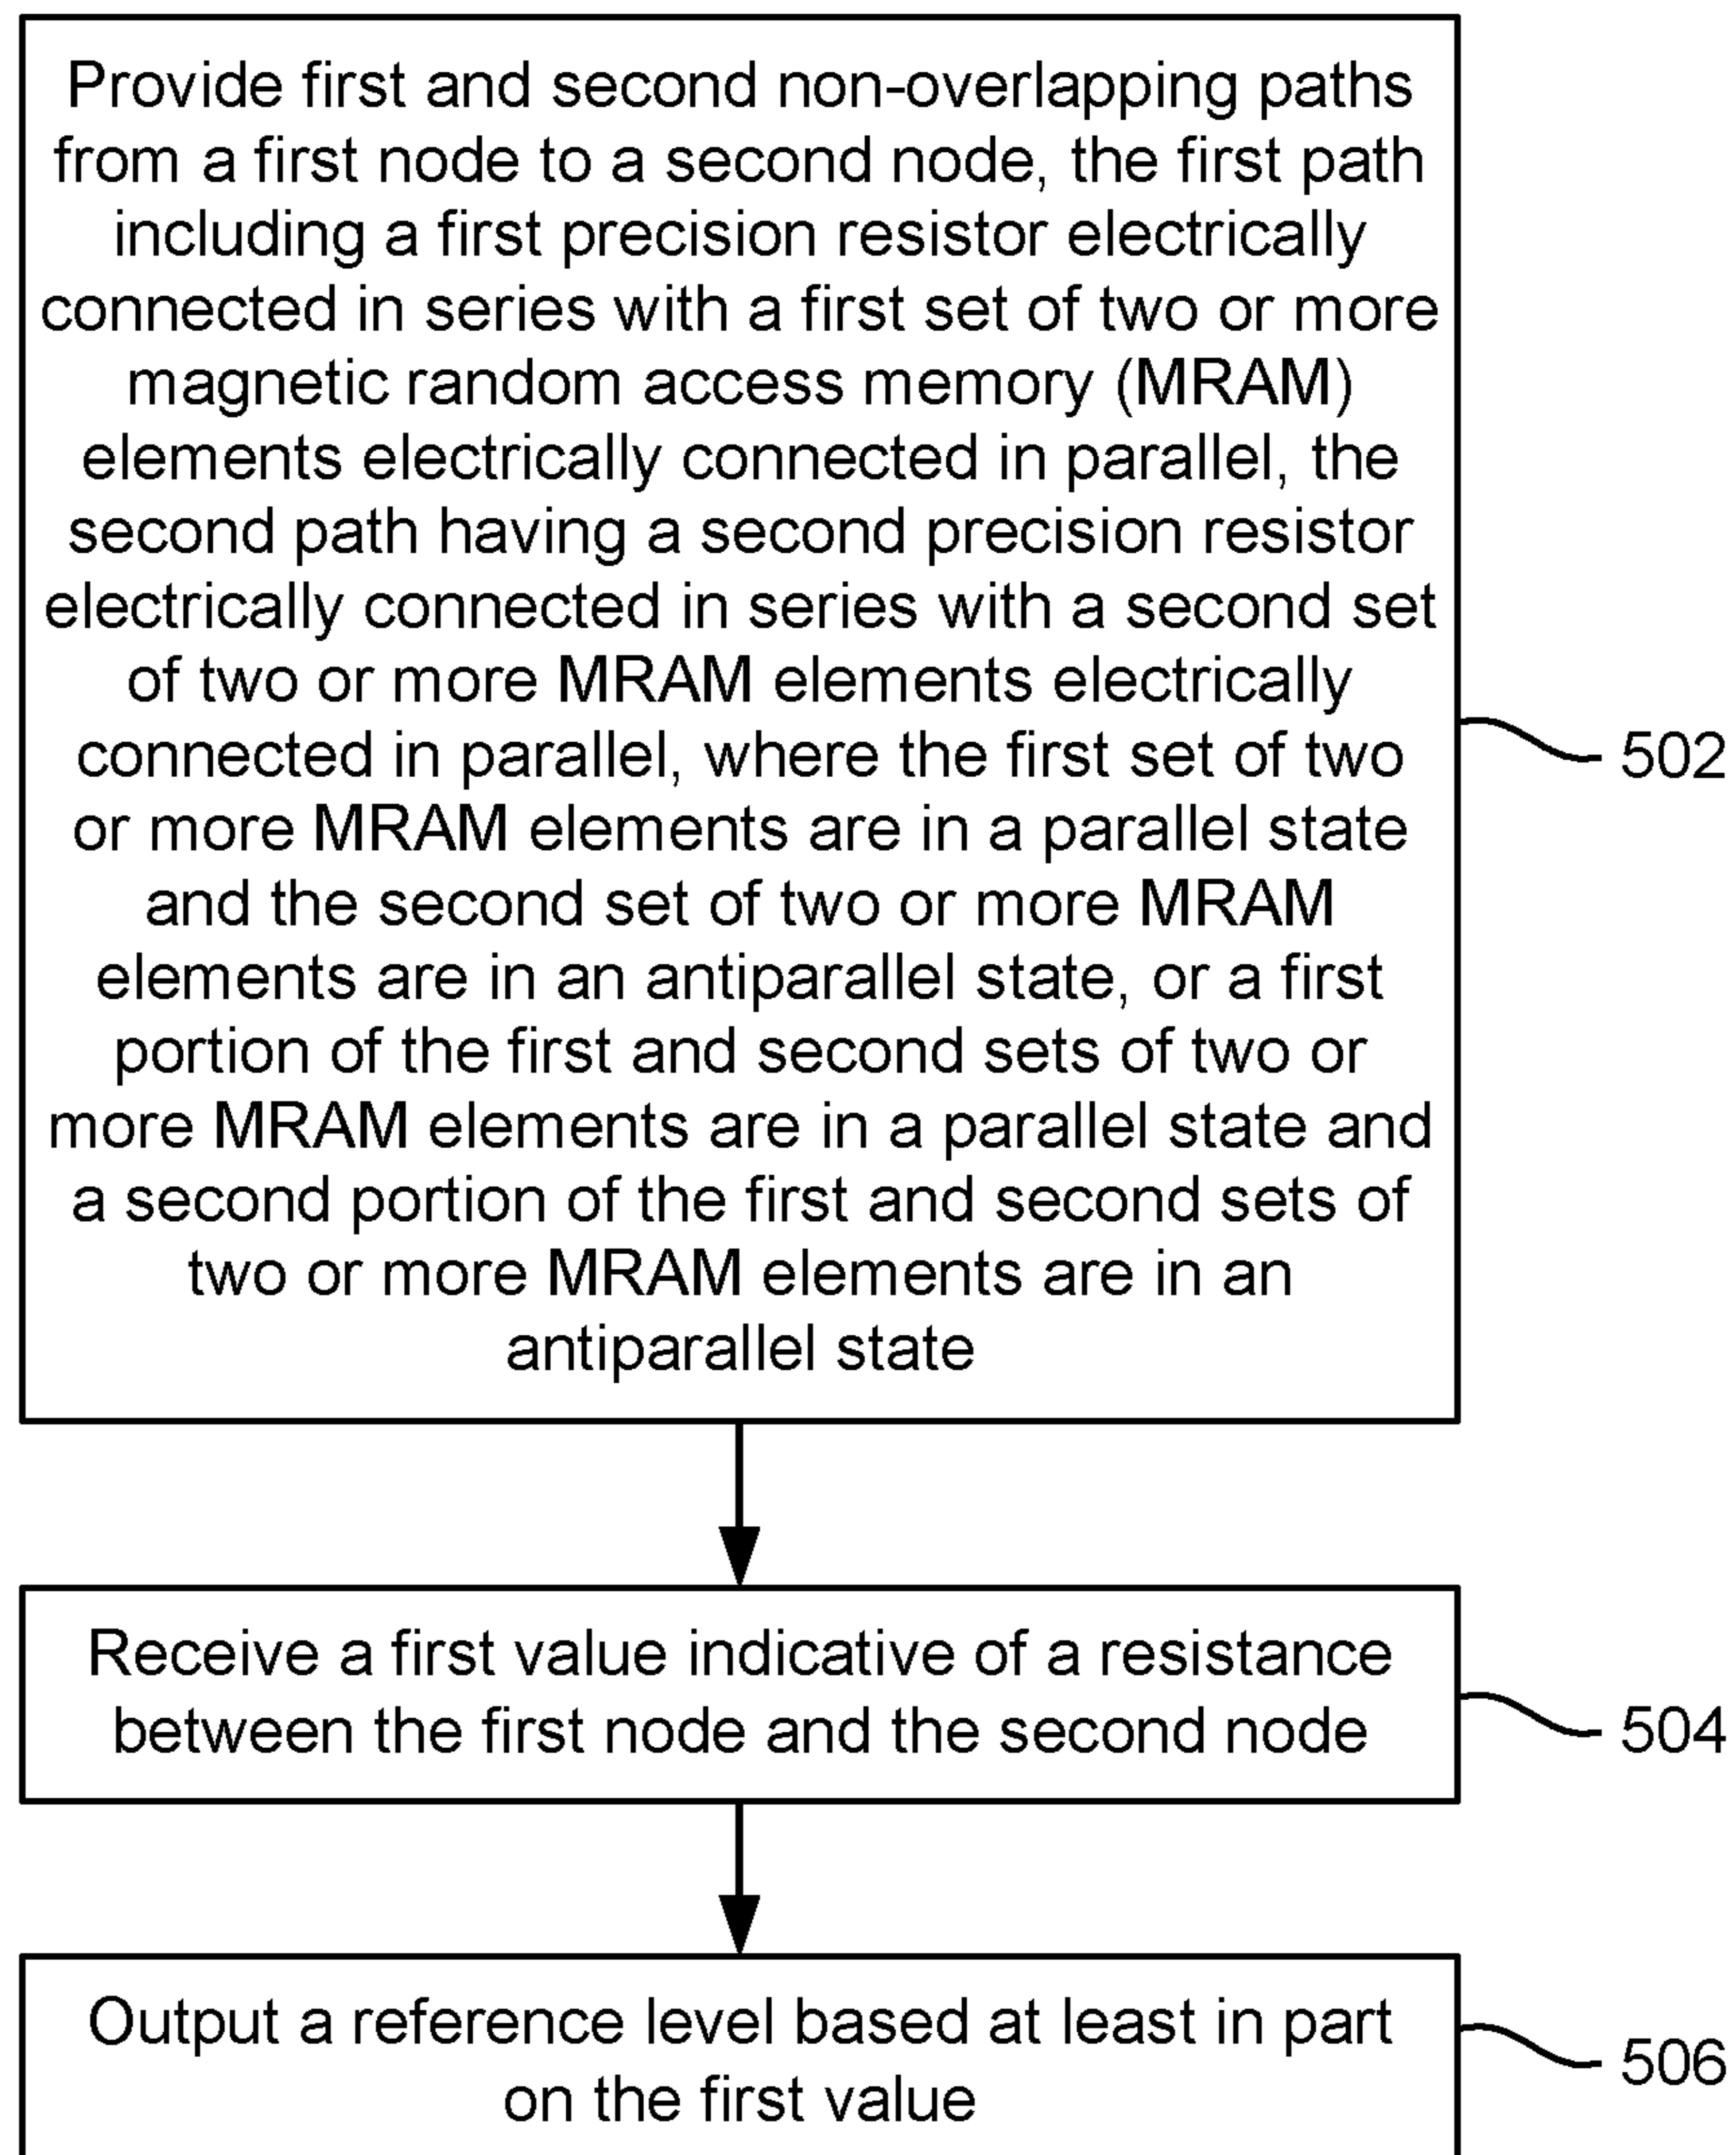 Provide first and second non-overlapping paths
from a first node to a second node, the first path
including a first precision resistor electrically
connected in series with a first set of two or more
magnetic random access memory (MRAM)
elements electrically connected in parallel, the
second path having a second precision resistor
electrically connected in series with a second set
of two or more MRAM elements electrically
connected in parallel, where the first set of two
or more MRAM elements are in a parallel state
and the second set of two or more MRAM
elements are in an antiparallel state, or a first
portion of the first and second sets of two or
more MRAM elements are in a parallel state and
a second portion of the first and second sets of
two or more MRAM elements are in an
antiparallel state
502
Receive a first value indicative of a resistance
between the first node and the second node
504
Output a reference level based at least in part
on the first value
506